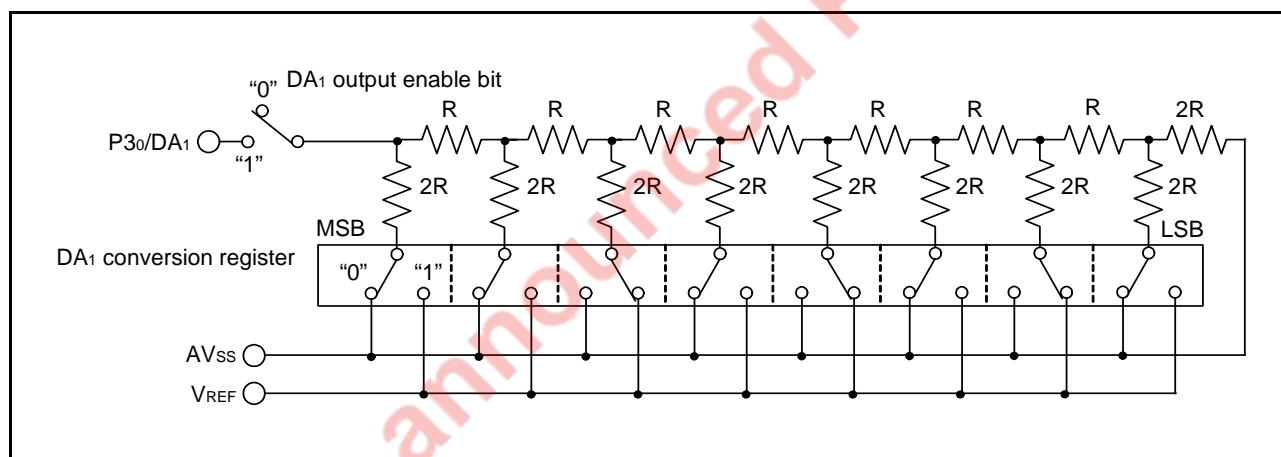 “0” DA1 output enable bit
P30/DA1
“1”
R R R R R R R 2R
2R 2R 2R 2R 2R 2R 2R 2R
MSB LSB
DA1 conversion register
“0” “1”
AVSS
VREF
announced